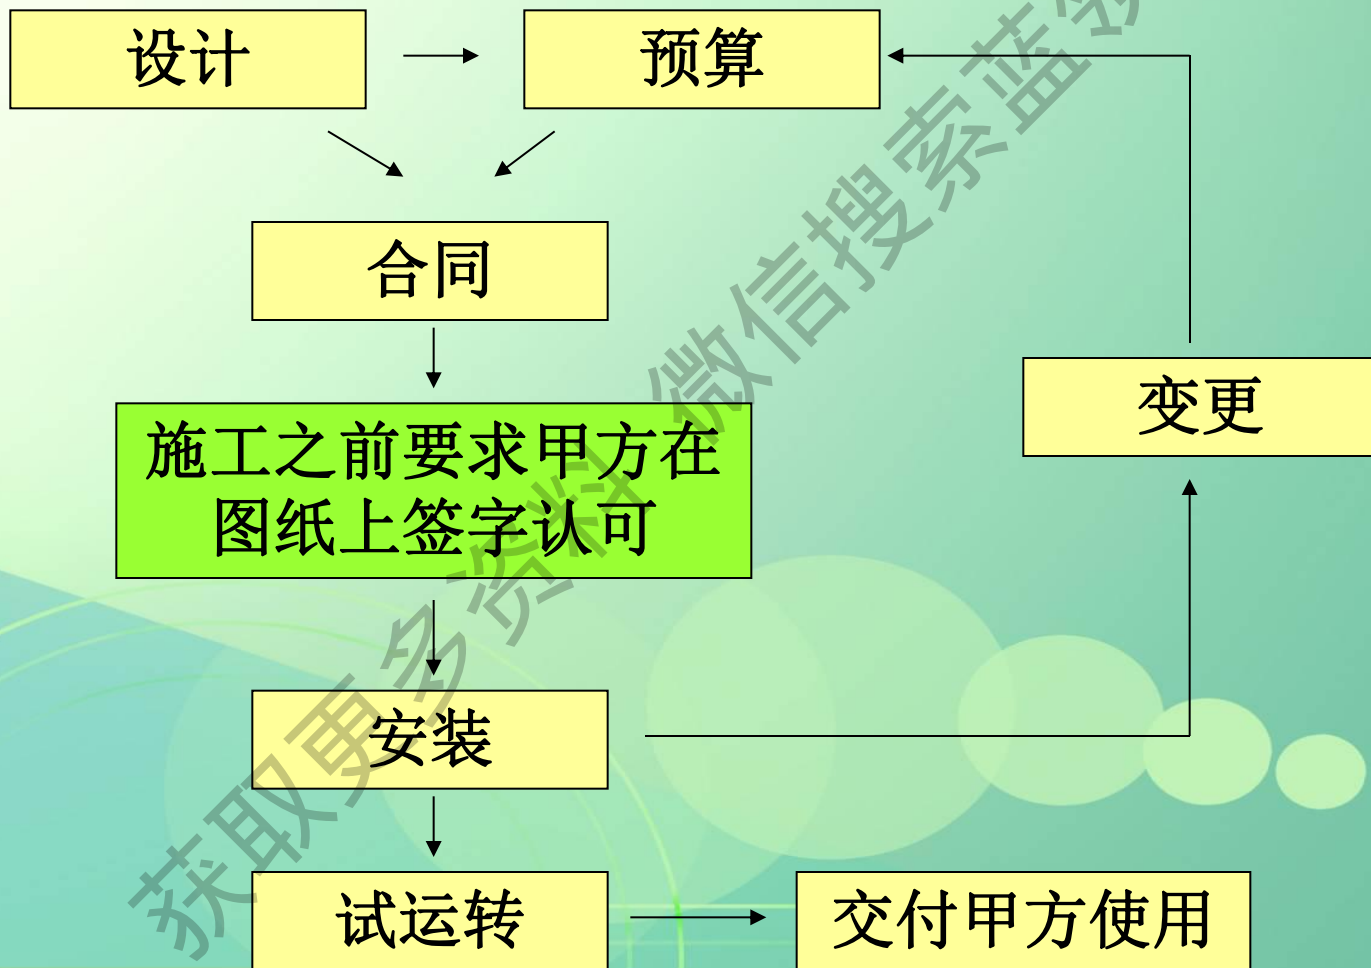 设计
预算
合同
变更
施工之前要求甲方在
图纸上签字认可
安装
试运转
交付甲方使用
获取更多资料 微信搜索蓝领